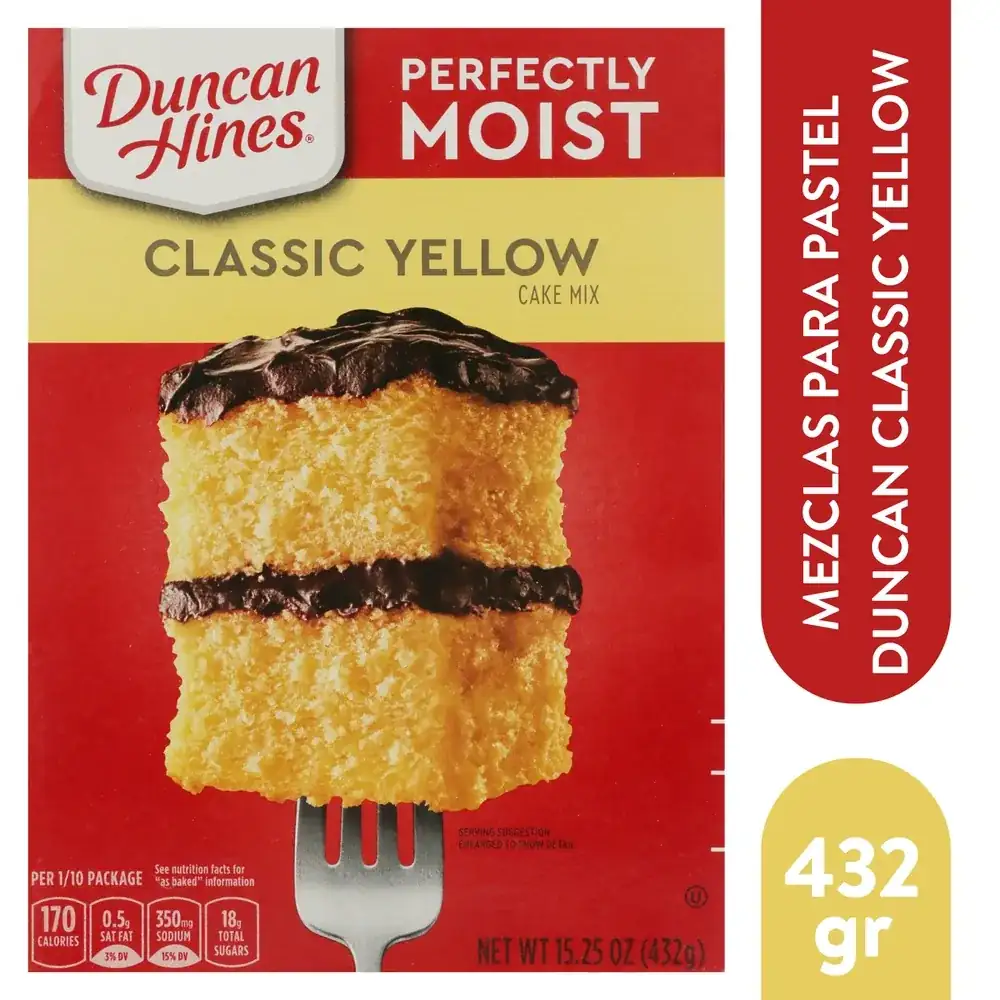 Duncan
Hines®
PERFECTLY
MOIST
CLASSIC YELLOW
CAKE MIX
SERVING SUGGESTION
ENLARGED TO SHOW DETAIL
PER 1/10 PACKAGE
See nutrition facts for
"as baked" information
170
CALORIES
0.5g
SAT FAT
3% DV
350mg
SODIUM
15% DV
18g
TOTAL
SUGARS
U
NET WT 15.25 OZ (432g)
MEZCLAS PARA PASTEL
DUNCAN CLASSIC YELLOW
432
gr